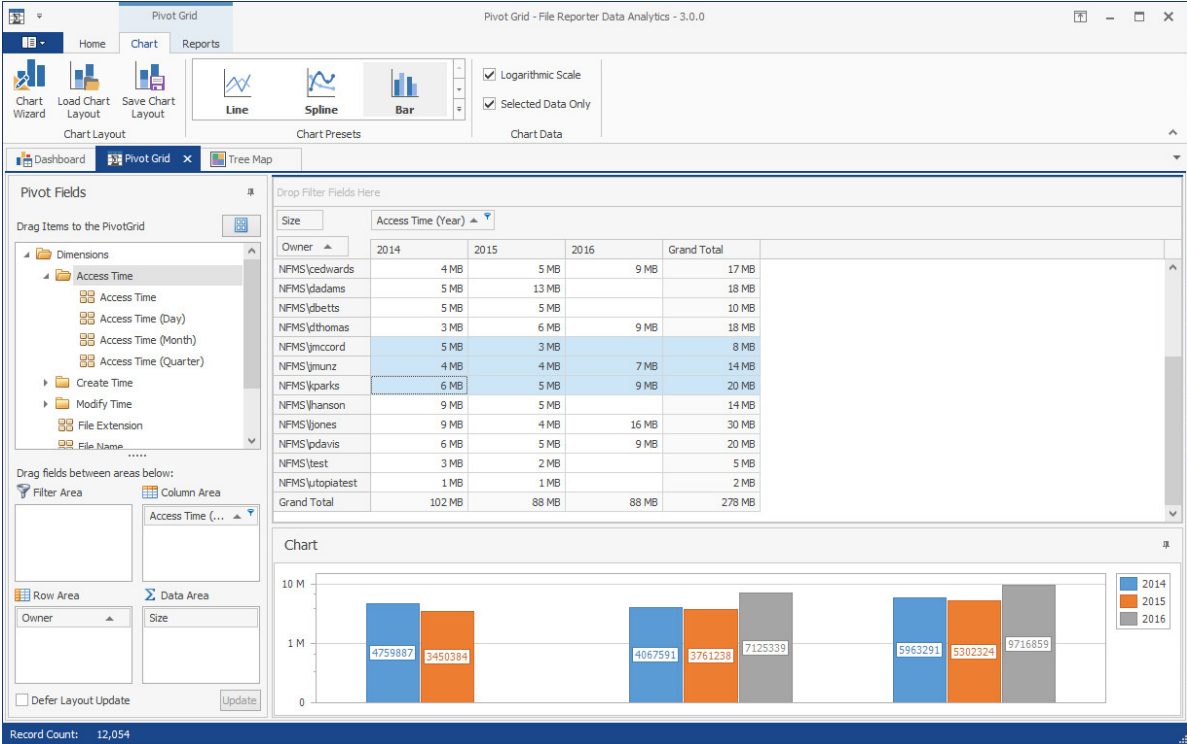 Pivot Grid
Pivot Grid - File Reporter Data Analytics - 3.0.0
Home Chart Reports
Chart Wizard
Load Chart Layout
Save Chart Layout
Chart Layout
Line Spline Bar
Chart Presets
Logarithmic Scale
Selected Data Only
Chart Data
Dashboard Pivot Grid Tree Map
Pivot Fields
Drag Items to the PivotGrid
Dimensions
Access Time
Access Time
Access Time (Day)
Access Time (Month)
Access Time (Quarter)
Create Time
Modify Time
File Extension
File Name
Drag fields between areas below:
Filter Area Column Area
Access Time (...
Row Area Data Area
Owner Size
Defer Layout Update Update
Drop Filter Fields Here
Size Access Time (Year)
Owner 2014 2015 2016 Grand Total
NFMS\cedwards 4 MB 5 MB 9 MB 17 MB
NFMS\dadams 5 MB 13 MB 18 MB
NFMS\dbetts 5 MB 5 MB 10 MB
NFMS\dthomas 3 MB 6 MB 9 MB 18 MB
NFMS\jmccord 5 MB 3 MB 8 MB
NFMS\jmunz 4 MB 4 MB 7 MB 14 MB
NFMS\kparks 6 MB 5 MB 9 MB 20 MB
NFMS\lhanson 9 MB 5 MB 14 MB
NFMS\ljones 9 MB 4 MB 16 MB 30 MB
NFMS\pdavis 6 MB 5 MB 9 MB 20 MB
NFMS\test 3 MB 2 MB 5 MB
NFMS\utopiatest 1 MB 1 MB 2 MB
Grand Total 102 MB 88 MB 88 MB 278 MB
Chart
10 M
1 M
0
4759887 3450384
4067591 3761238 7125339
5963291 5302324 9716859
2014
2015
2016
Record Count: 12,054